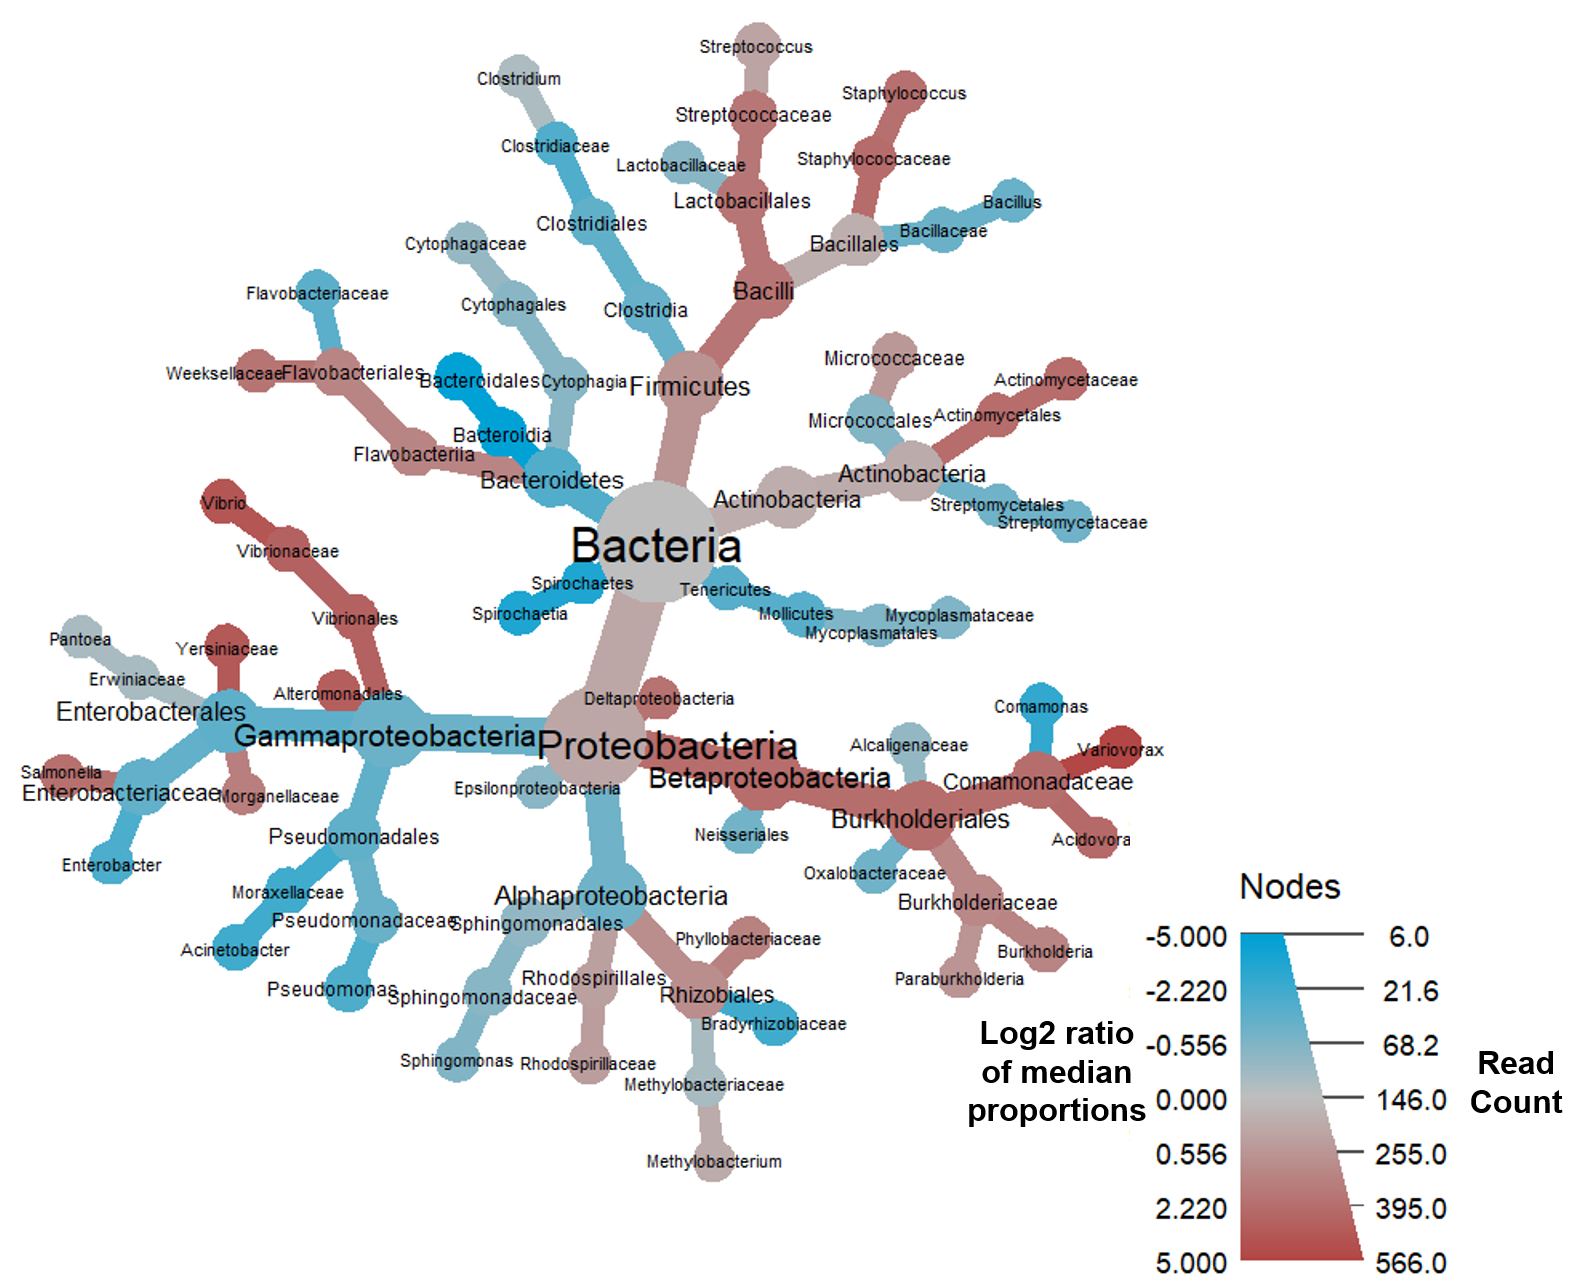 Streptococcus
Clostridium
Staphylococcus
Streptococcaceae
Clostridiaceae
Staphylococcaceae
Lactobacillaceae
Lactobacillales
Bacillus
Clostridiales
Bacillaceae
Cytophagaceae
Bacillales
Flavobacteriaceae
Bacilli
Cytophagales
Clostridia
Micrococcaceae
Weeksellaceae
Flavobacteriales
Bacteroidales
Cytophagia
Firmicutes
Actinomycetaceae
Micrococcales
Actinomycetales
Bacteroidia
Flavobacteriia
Bacteroidetes
Actinobacteria
Actinobacteria
Vibrio
Streptomycetales
Streptomycetaceae
Bacteria
Vibrionaceae
Spirochaetes
Tenericutes
Spirochaetia
Mollicutes
Mycoplasmataceae
Vibrionales
Mycoplasmatales
Pantoea
Yersiniaceae
Erwiniaceae
Alteromonadales
Deltaproteobacteria
Comamonas
Enterobacterales
Gammaproteobacteria
Proteobacteria
Alcaligenaceae
Variovorax
Salmonella
Betaproteobacteria
Comamonadaceae
Enterobacteriaceae
Morganellaceae
Epsilonproteobacteria
Burkholderiales
Pseudomonadales
Neisseriales
Acidovora
Enterobacter
Oxalobacteraceae
Moraxellaceae
Alphaproteobacteria
Burkholderiaceae
Pseudomonadaceae
Sphingomonadales
Phyllobacteriaceae
Acinetobacter
Burkholderia
Rhodospirillales
Paraburkholderia
Pseudomonas
Sphingomonadaceae
Rhizobiales
Bradyrhizobiaceae
Sphingomonas
Rhodospirillaceae
Methylobacteriaceae
Methylobacterium
Nodes
-5.000 6.0
-2.220 21.6
-0.556 68.2
0.000 146.0
0.556 255.0
2.220 395.0
5.000 566.0
Log2 ratio
of median
proportions
Read
Count